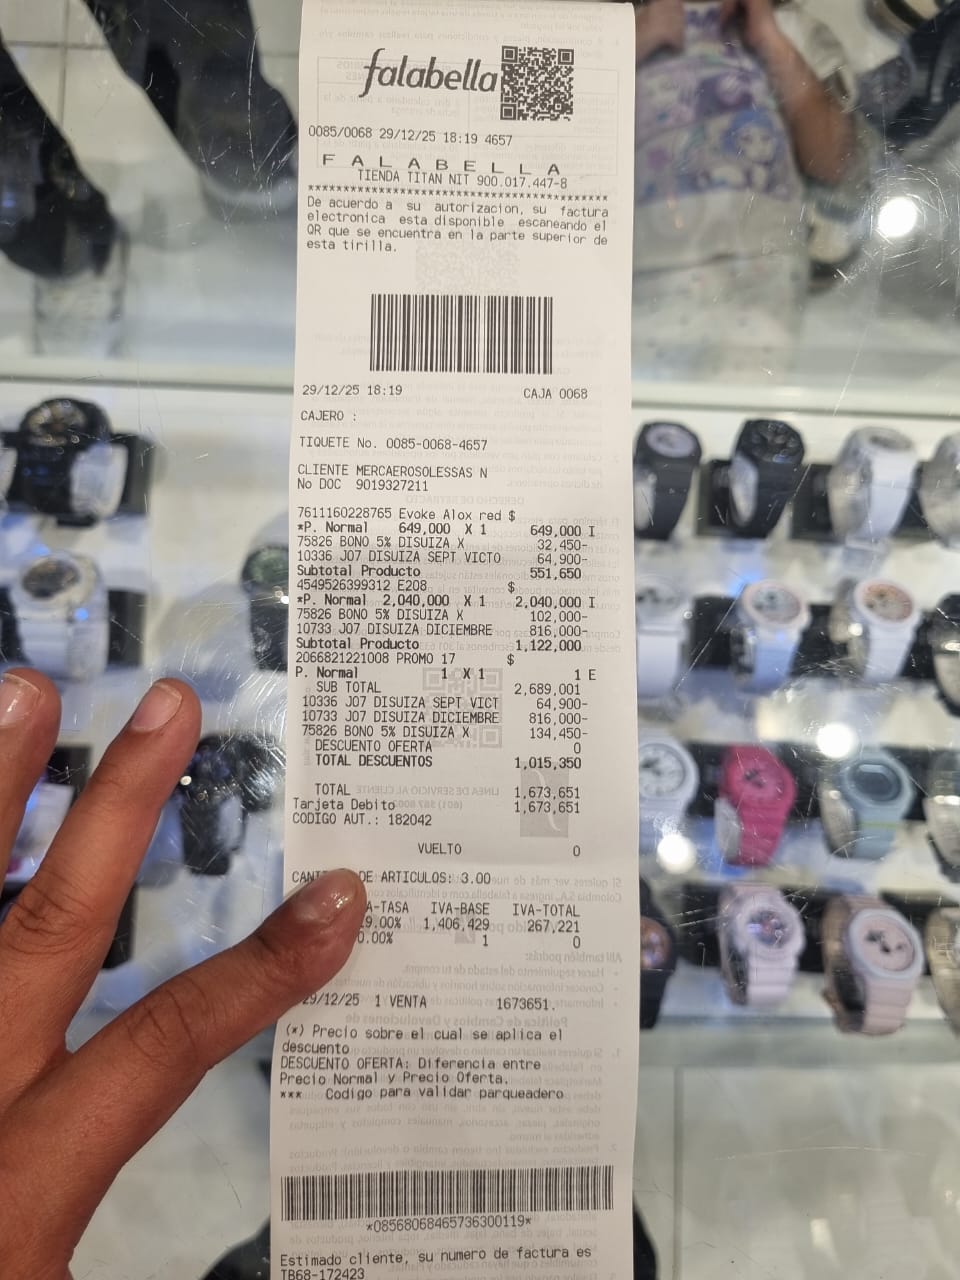 falabella
0085/0068 29/12/25 18:19 4657
F A L A B E L L A
TIENDA TITAN NIT 900.017.447-8
De acuerdo a su autorizacion, su factura
electronica esta disponible escaneando el
QR que se encuentra en la parte superior de
esta tirilla.
29/12/25 18:19 CAJA 0068
CAJERO :
TIQUETE No. 0085-0068-4657
CLIENTE MERCAEROSOLESSAS N
No DOC 9019327211
7611160228765 Evoke Alox red $
*P. Normal 649,000 X 1 649,000 I
75826 BONO 5% DISUIZA X 32,450-
10336 J07 DISUIZA SEPT VICTO 64,900-
Subtotal Producto 551,650
4549526399312 E208 $
*P. Normal 2,040,000 X 1 2,040,000 I
75826 BONO 5% DISUIZA X 102,000-
10733 J07 DISUIZA DICIEMBRE 816,000-
Subtotal Producto 1,122,000
2066821221008 PROMO 17 $
P. Normal 1 X 1 1 E
SUB TOTAL 2,689,001
10336 J07 DISUIZA SEPT VICT 64,900-
10733 J07 DISUIZA DICIEMBRE 816,000-
75826 BONO 5% DISUIZA X 134,450-
DESCUENTO OFERTA 0
TOTAL DESCUENTOS 1,015,350
TOTAL 1,673,651
Tarjeta Debito 1,673,651
CODIGO AUT.: 182042
VUELTO 0
DE ARTICULOS: 3.00
A-TASA IVA-BASE IVA-TOTAL
9.00% 1,406,429 267,221
0.00% 1 0
29/12/25 1 VENTA 1673651.
(*) Precio sobre el cual se aplica el
descuento
DESCUENTO OFERTA: Diferencia entre
Precio Normal y Precio Oferta.
*** Codigo para validar parqueadero
*08568068465736300119*
Estimado cliente, su numero de factura es
TB68-172423